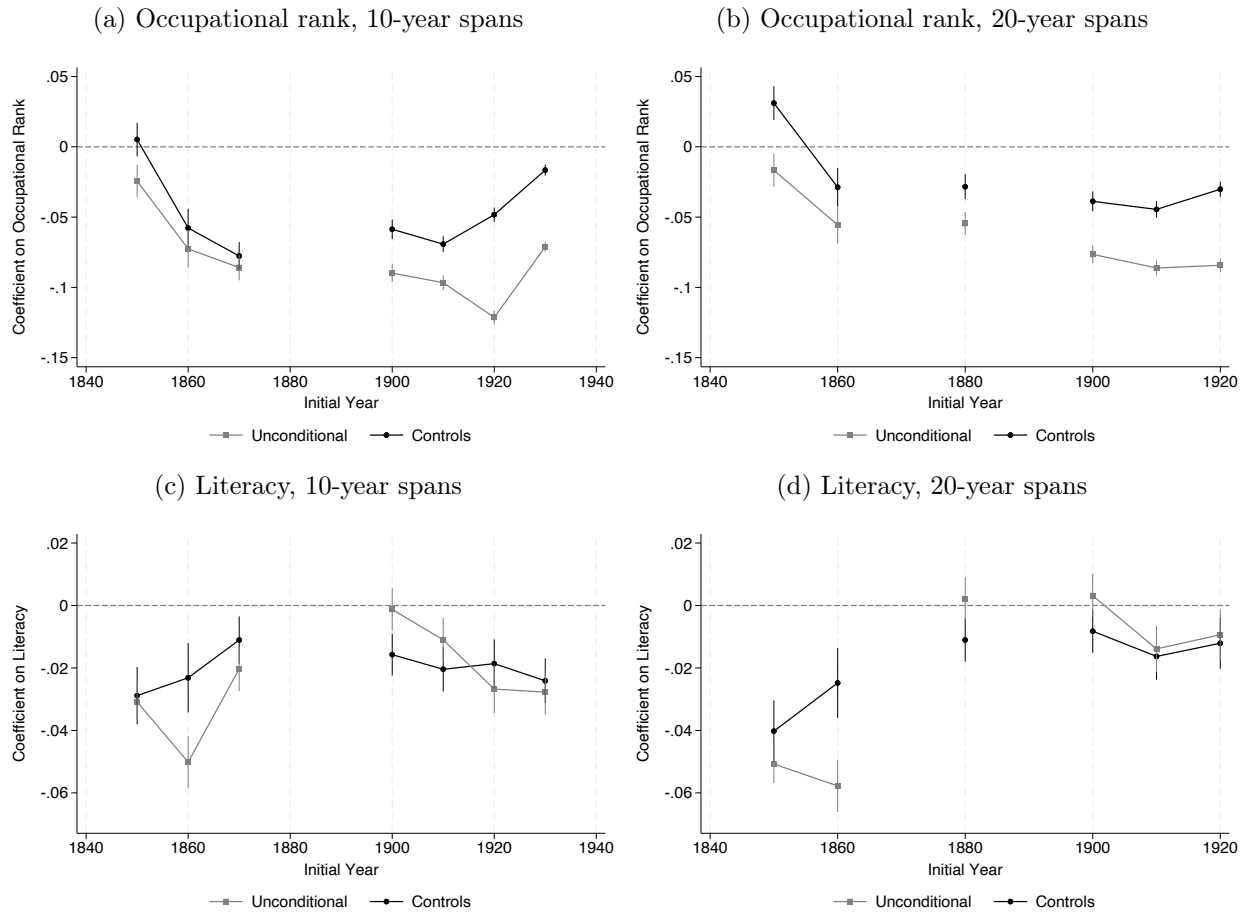 (a) Occupational rank, 10-year spans
Coefficient on Occupational Rank
.05
0
-.05
-.1
-.15
1840 1860 1880 1900 1920 1940
Initial Year
Unconditional Controls
(b) Occupational rank, 20-year spans
Coefficient on Occupational Rank
.05
0
-.05
-.1
-.15
1840 1860 1880 1900 1920
Initial Year
Unconditional Controls
(c) Literacy, 10-year spans
Coefficient on Literacy
.02
0
-.02
-.04
-.06
1840 1860 1880 1900 1920 1940
Initial Year
Unconditional Controls
(d) Literacy, 20-year spans
Coefficient on Literacy
.02
0
-.02
-.04
-.06
1840 1860 1880 1900 1920
Initial Year
Unconditional Controls